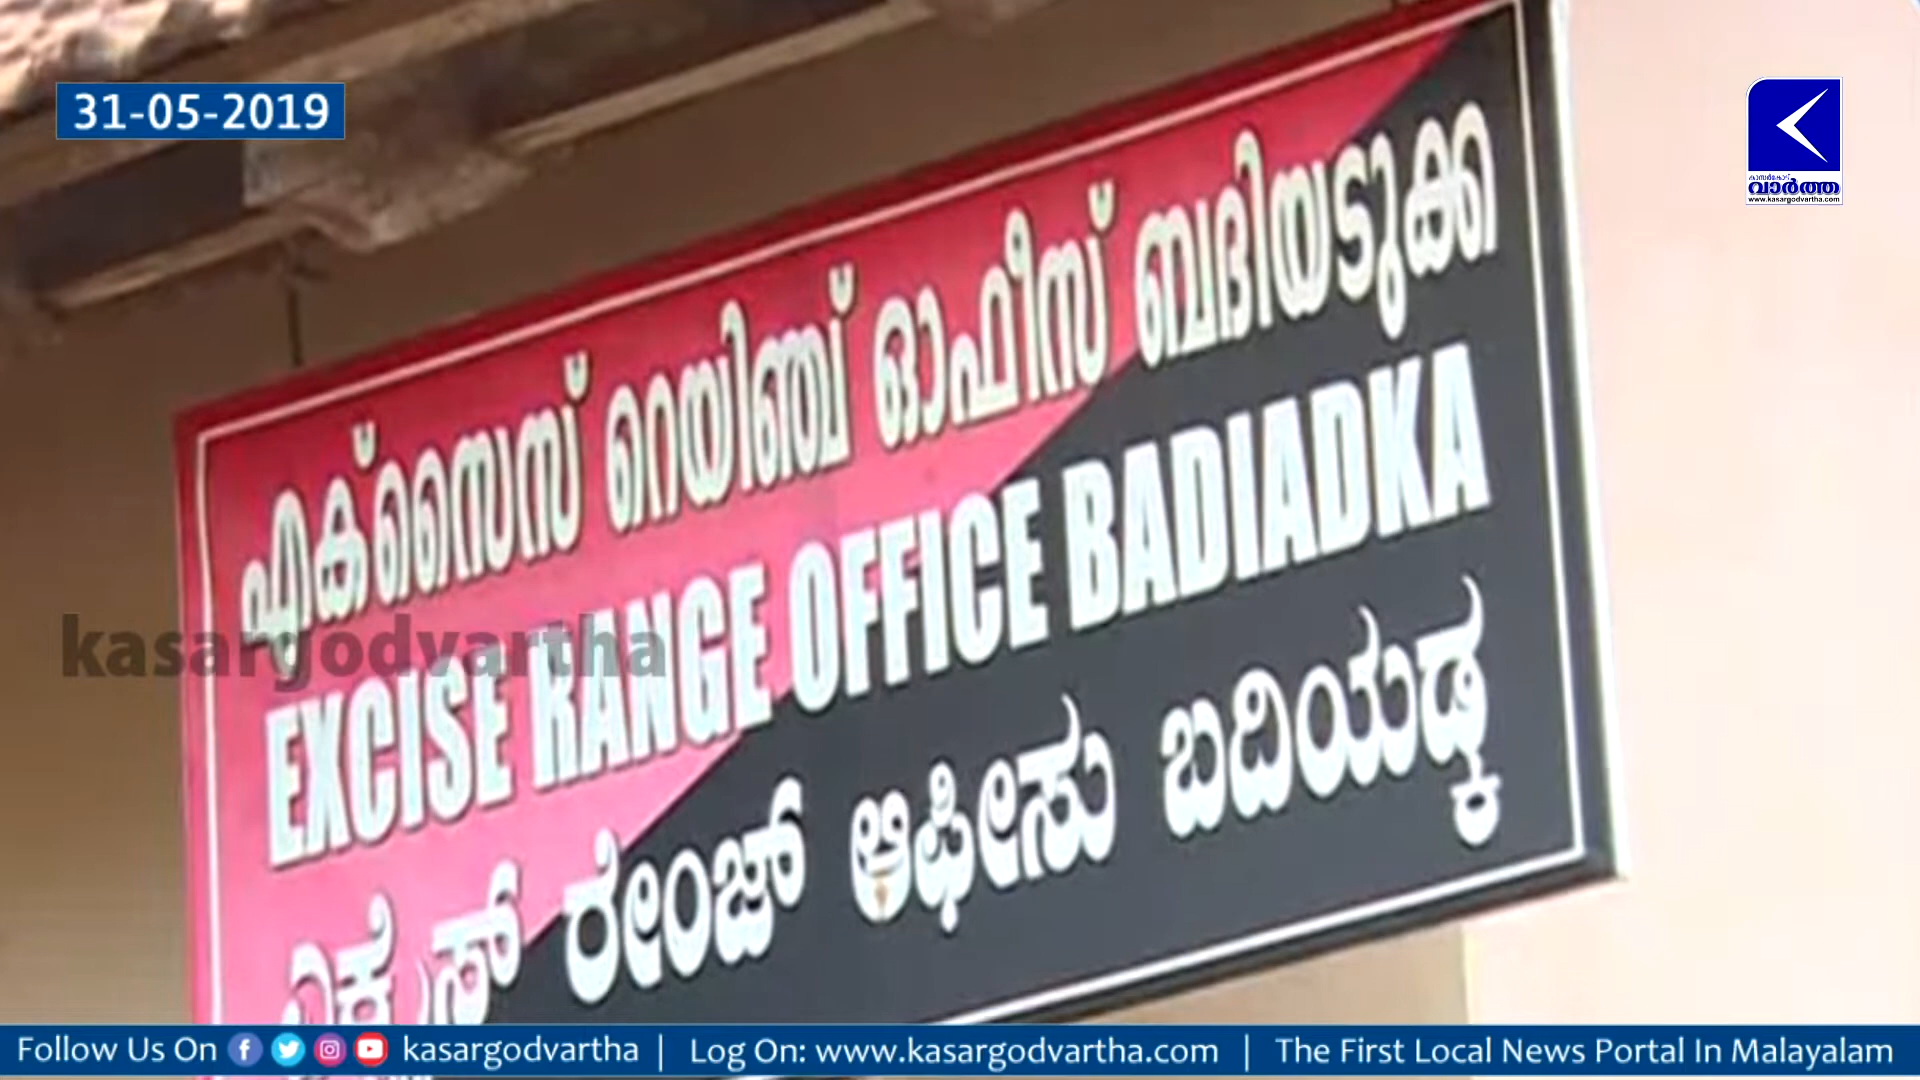 31-05-2019
കാസർകോട്
വാർത്ത
www.kasargodvartha.com
എക്സൈസ് റെയിഞ്ച് ഓഫീസ് ബദിയടുക്ക
EXCISE RANGE OFFICE BADIADKA
ರೇಂಜ್ ಆಫೀಸು ಬದಿಯಡ್ಕ
kasargodvartha
Follow Us On kasargodvartha | Log On: www.kasargodvartha.com | The First Local News Portal In Malayalam